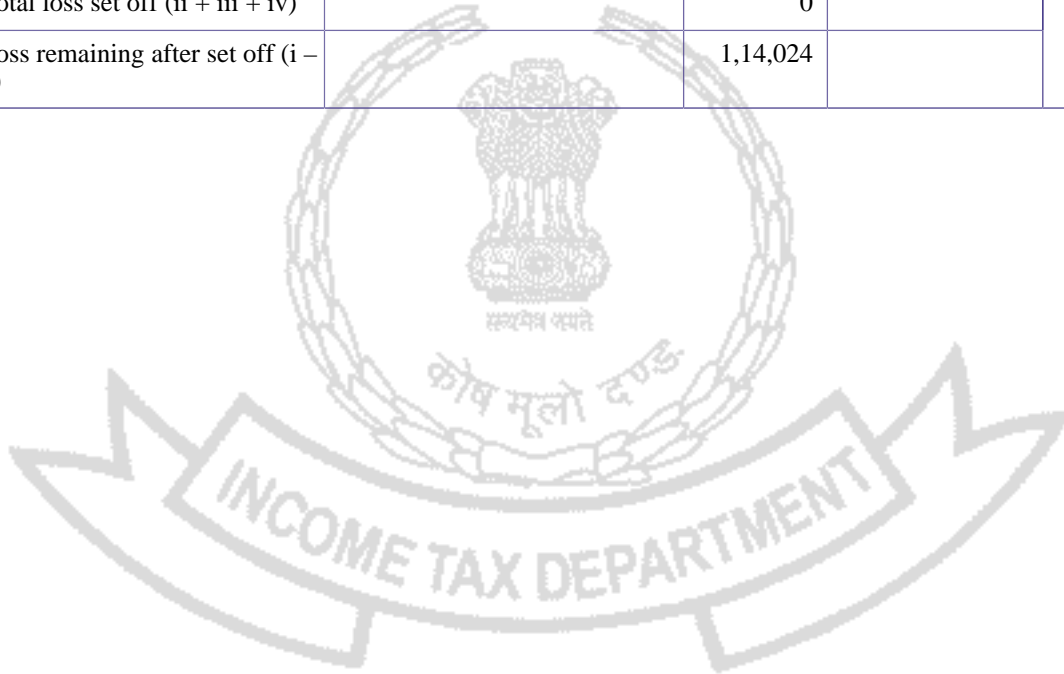 otal loss set off (ii + iii + iv)
0
oss remaining after set off (i –
)
1,14,024
सत्यमेव जयते
कोष मूलो दण्ड:
INCOME TAX DEPARTMENT